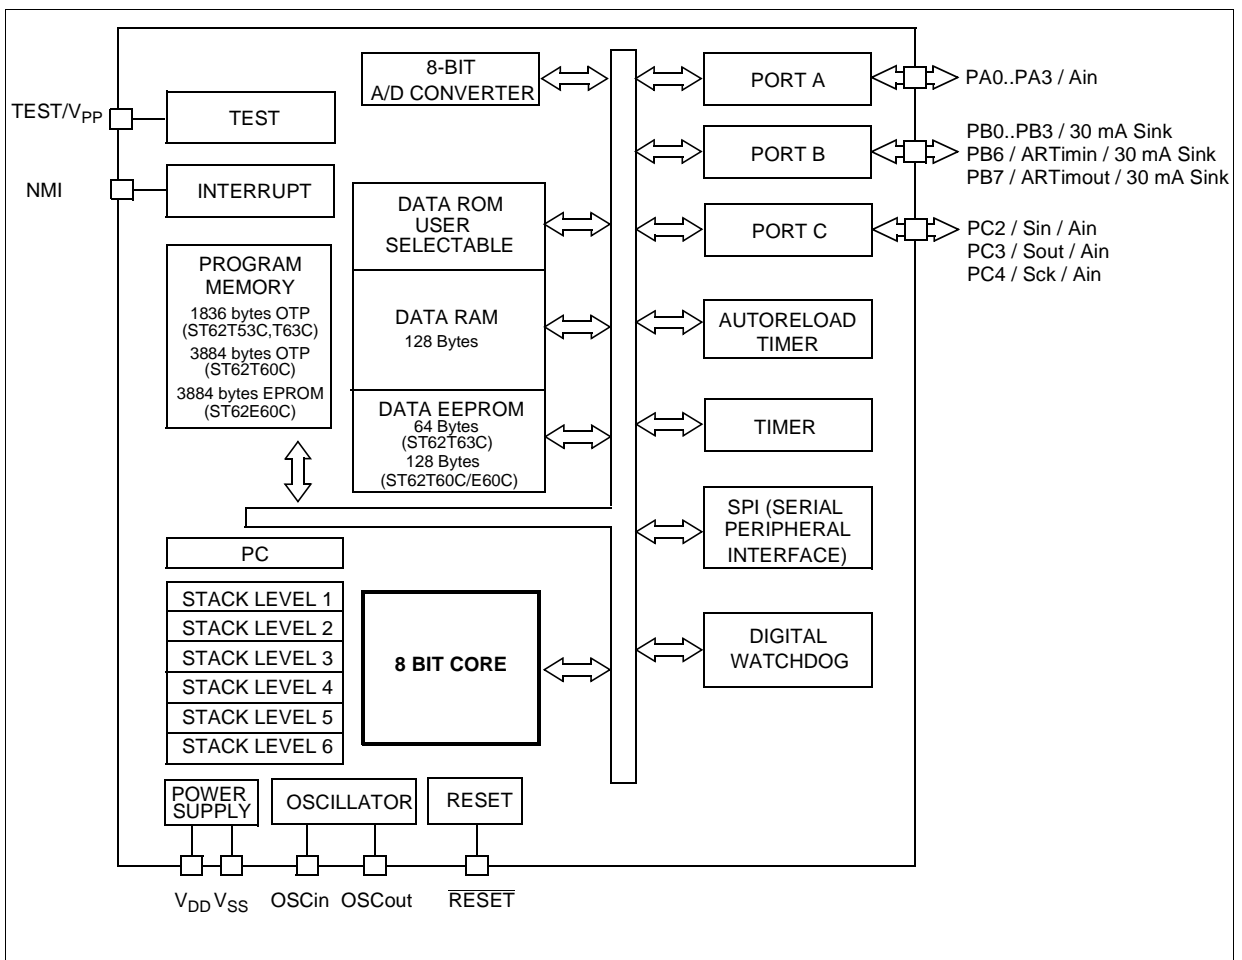 8-BIT
A/D CONVERTER
PORT A
PA0..PA3 / Ain
TEST/VPP
TEST
PORT B
PB0..PB3 / 30 mA Sink
PB6 / ARTimin / 30 mA Sink
PB7 / ARTimout / 30 mA Sink
NMI
INTERRUPT
DATA ROM
USER
SELECTABLE
PORT C
PC2 / Sin / Ain
PC3 / Sout / Ain
PC4 / Sck / Ain
PROGRAM
MEMORY
1836 bytes OTP
(ST62T53C,T63C)
3884 bytes OTP
(ST62T60C)
3884 bytes EPROM
(ST62E60C)
DATA RAM
128 Bytes
AUTORELOAD
TIMER
DATA EEPROM
64 Bytes
(ST62T63C)
128 Bytes
(ST62T60C/E60C)
TIMER
SPI (SERIAL
PERIPHERAL
INTERFACE)
PC
STACK LEVEL 1
STACK LEVEL 2
STACK LEVEL 3
STACK LEVEL 4
STACK LEVEL 5
STACK LEVEL 6
8 BIT CORE
DIGITAL
WATCHDOG
POWER
SUPPLY
OSCILLATOR
RESET
VDD VSS
OSCin OSCout
RESET